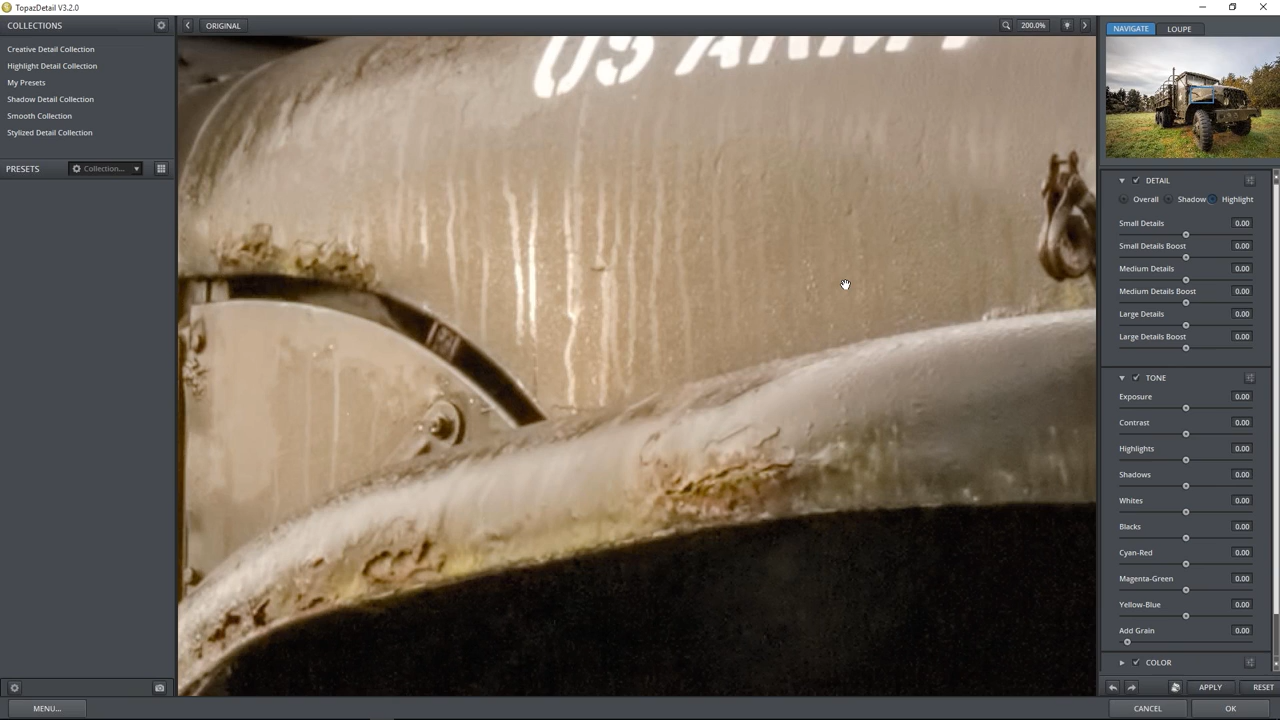 TopazDetail V3.2.0
COLLECTIONS
ORIGINAL
200.0%
NAVIGATE
LOUPE
Creative Detail Collection
Highlight Detail Collection
My Presets
Shadow Detail Collection
Smooth Collection
Stylized Detail Collection
PRESETS
Collection...
US ARMY
DETAIL
Overall
Shadow
Highlight
Small Details 0.00
Small Details Boost 0.00
Medium Details 0.00
Medium Details Boost 0.00
Large Details 0.00
Large Details Boost 0.00
TONE
Exposure 0.00
Contrast 0.00
Highlights 0.00
Shadows 0.00
Whites 0.00
Blacks 0.00
Cyan-Red 0.00
Magenta-Green 0.00
Yellow-Blue 0.00
Add Grain 0.00
COLOR
APPLY
RESET
MENU...
CANCEL
OK